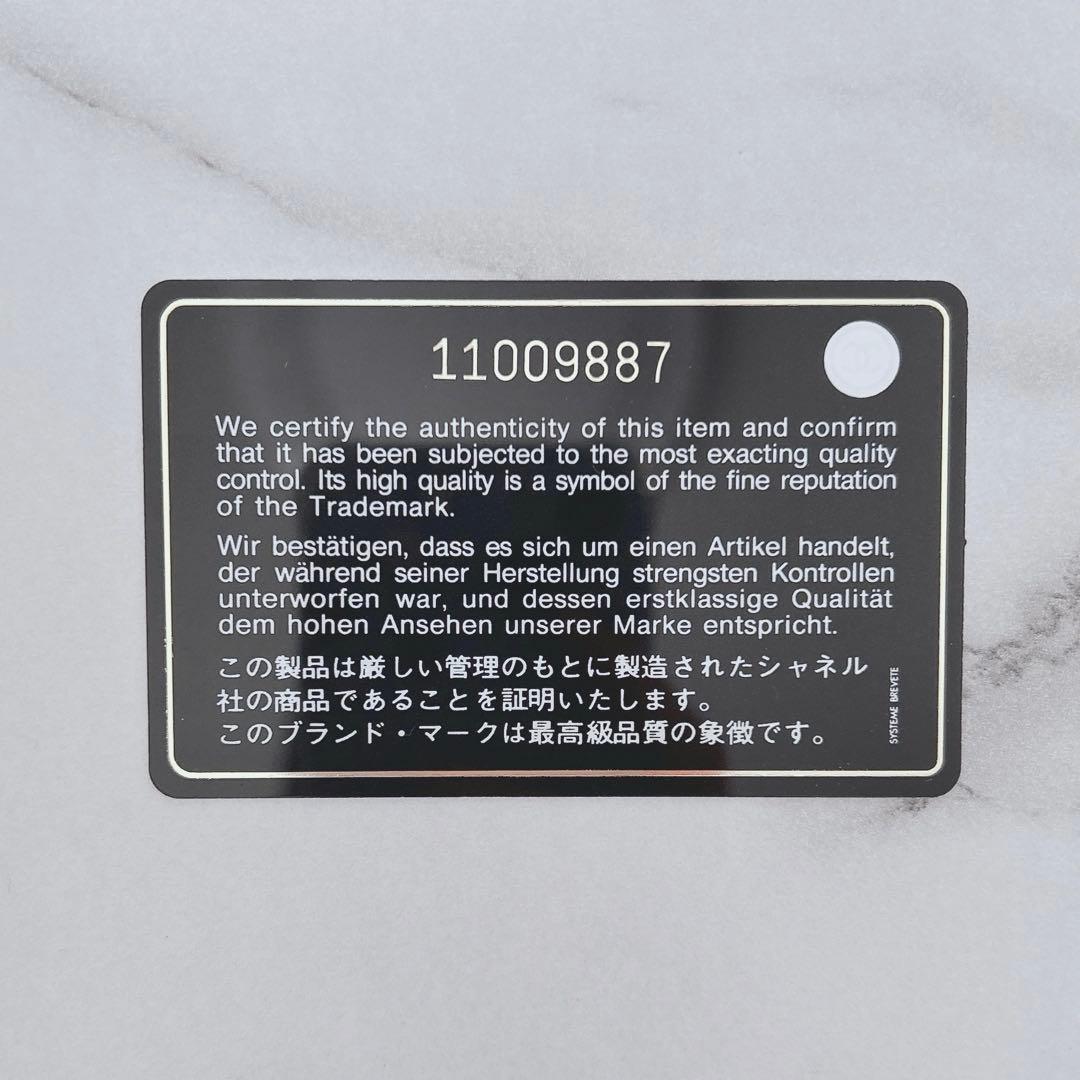 11009887
We certify the authenticity of this item and confirm
that it has been subjected to the most exacting quality
control. Its high quality is a symbol of the fine reputation
of the Trademark.
Wir bestätigen, dass es sich um einen Artikel handelt,
der während seiner Herstellung strengsten Kontrollen
unterworfen war, und dessen erstklassige Qualität
dem hohen Ansehen unserer Marke entspricht.
この製品は厳しい管理のもとに製造されたシャネル
社の商品であることを証明いたします。
このブランド・マークは最高級品質の象徴です。
SYSTEME BREVETE